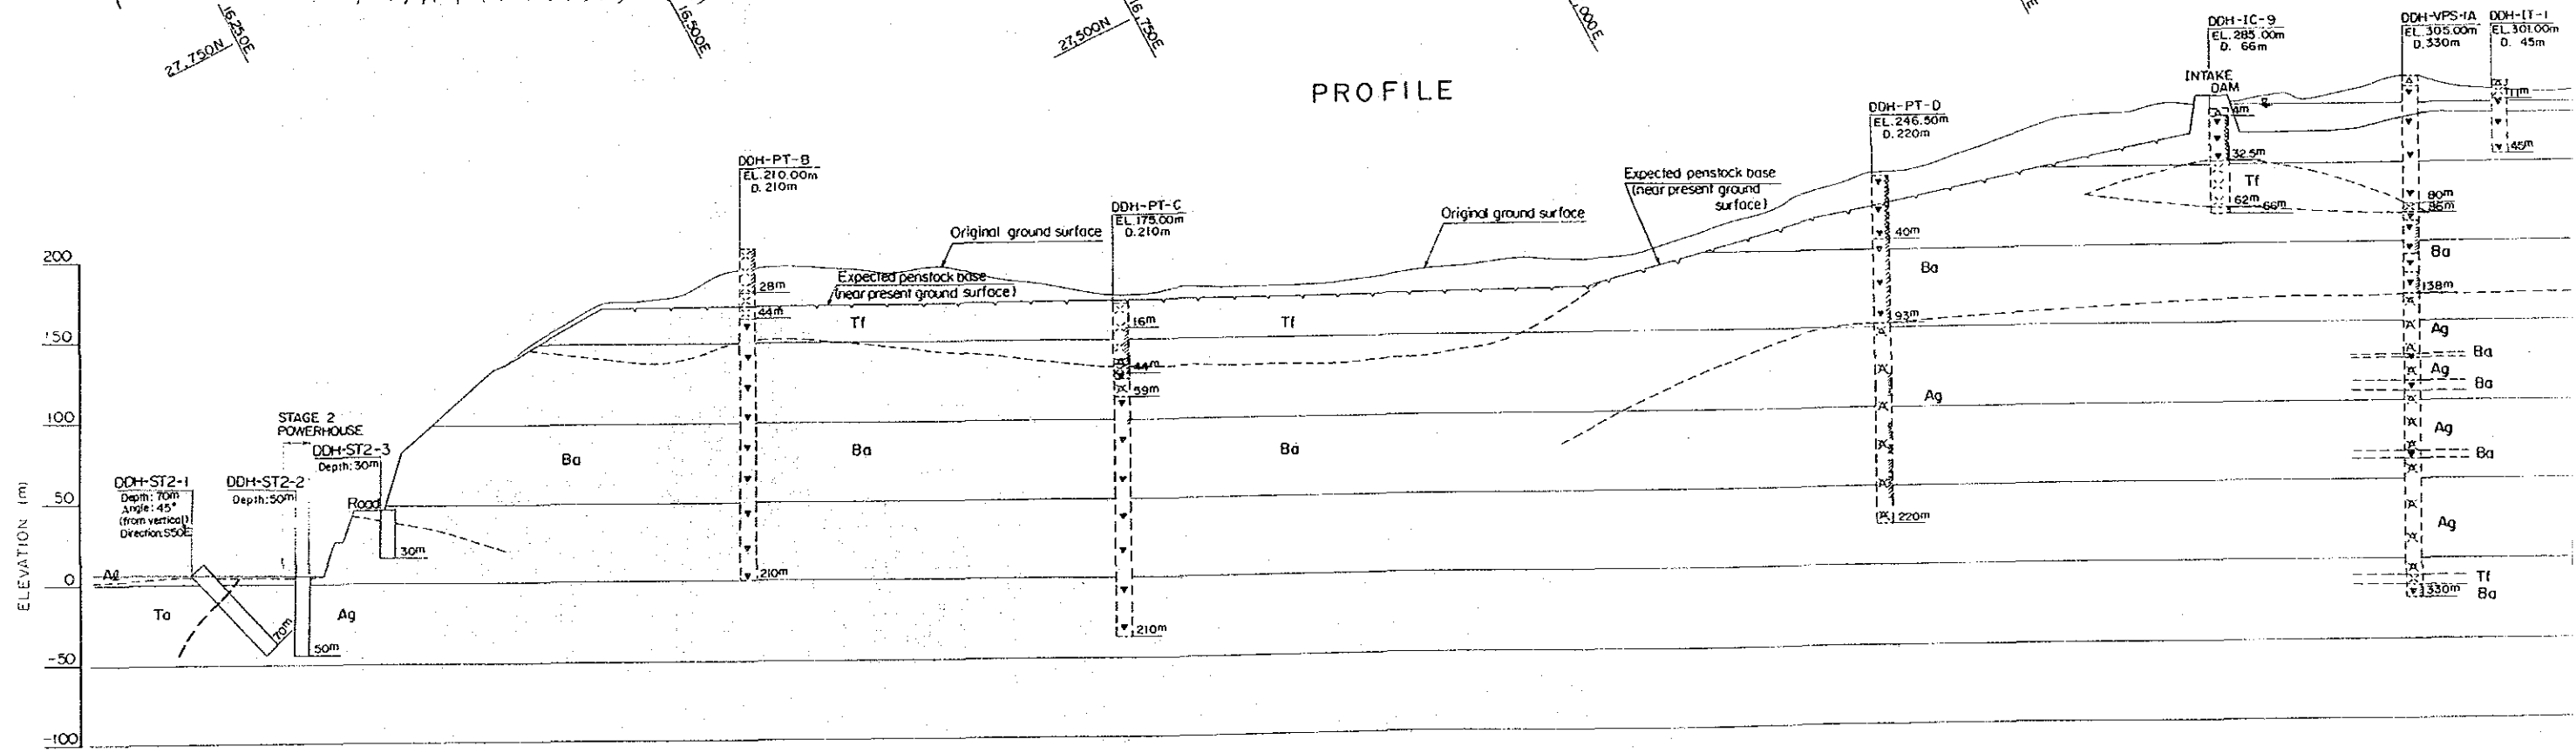 27,750N
16,250E
16,500E
27,500N
16,750E
,000E
E
PROFILE
DDH-IC-9
EL.285.00m
D. 66m
DDH-VPS-1A
EL.305.00m
D.330m
DDH-IT-1
EL.301.00m
D. 45m
INTAKE
DAM
4m
32.5m
Tf
62m
66m
11m
45m
80m
86m
Ba
138m
Ag
Ba
Ag
Ba
Ag
Ba
Ag
Tf
Ba
330m
DDH-PT-D
EL.246.50m
D.220m
40m
Ba
93m
Ag
220m
Expected penstock base
(near present ground
surface)
Original ground surface
DDH-PT-C
EL.175.00m
D.210m
16m
44m
59m
210m
Tf
Ba
Original ground surface
Expected penstock base
(near present ground surface)
DDH-PT-B
EL.210.00m
D. 210m
28m
44m
210m
Tf
Ba
Ba
STAGE 2
POWERHOUSE
DDH-ST2-3
Depth:30m
Road
30m
DDH-ST2-2
Depth:50m
50m
DDH-ST2-1
Depth: 70m
Angle: 45°
(from vertical)
Direction:S50E
70m
Ta
Ag
ELEVATION (m)
200
150
100
50
0
-50
-100